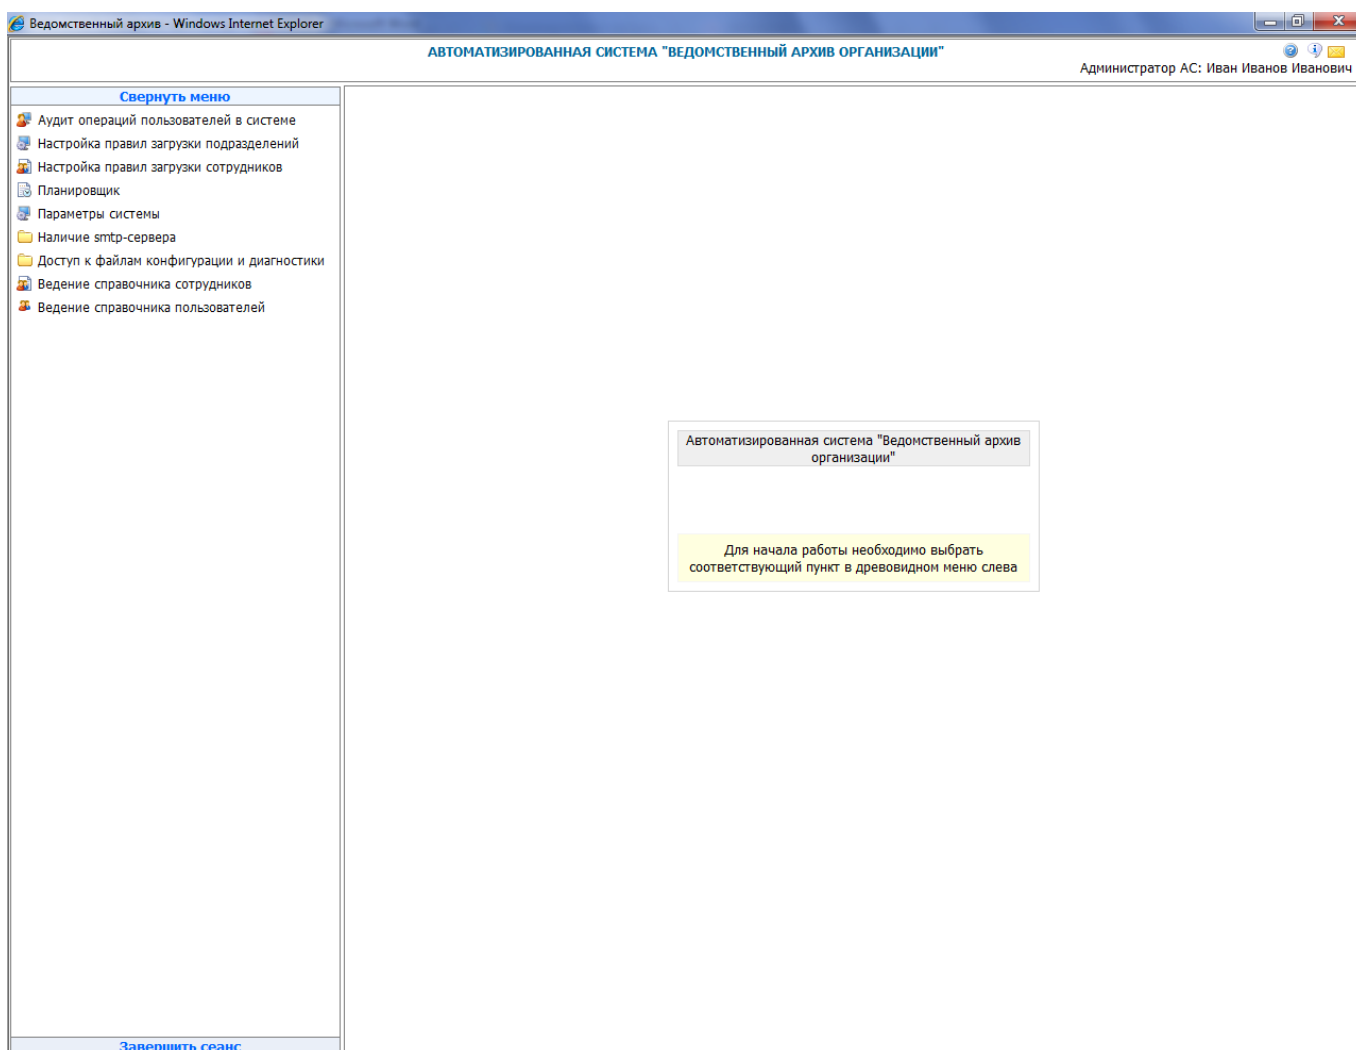 Ведомственный архив - Windows Internet Explorer
АВТОМАТИЗИРОВАННАЯ СИСТЕМА "ВЕДОМСТВЕННЫЙ АРХИВ ОРГАНИЗАЦИИ"
Администратор АС: Иван Иванов Иванович
Свернуть меню
Аудит операций пользователей в системе
Настройка правил загрузки подразделений
Настройка правил загрузки сотрудников
Планировщик
Параметры системы
Наличие smtp-сервера
Доступ к файлам конфигурации и диагностики
Ведение справочника сотрудников
Ведение справочника пользователей
Автоматизированная система "Ведомственный архив
организации"
Для начала работы необходимо выбрать
соответствующий пункт в древовидном меню слева
Завершить сеанс